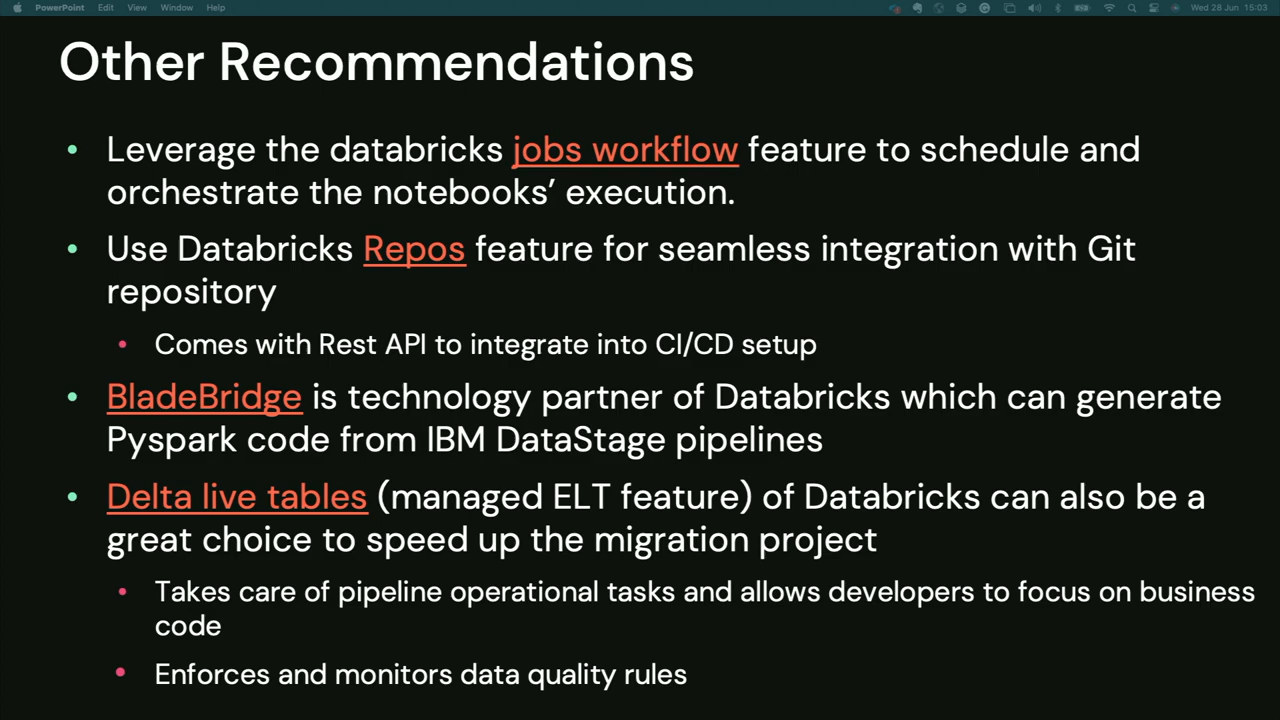 PowerPoint Edit View Window Help Wed 28 Jun 15:03
Other Recommendations
• Leverage the databricks jobs workflow feature to schedule and
orchestrate the notebooks’ execution.
• Use Databricks Repos feature for seamless integration with Git
repository
• Comes with Rest API to integrate into CI/CD setup
• BladeBridge is technology partner of Databricks which can generate
Pyspark code from IBM DataStage pipelines
• Delta live tables (managed ELT feature) of Databricks can also be a
great choice to speed up the migration project
• Takes care of pipeline operational tasks and allows developers to focus on business
code
• Enforces and monitors data quality rules